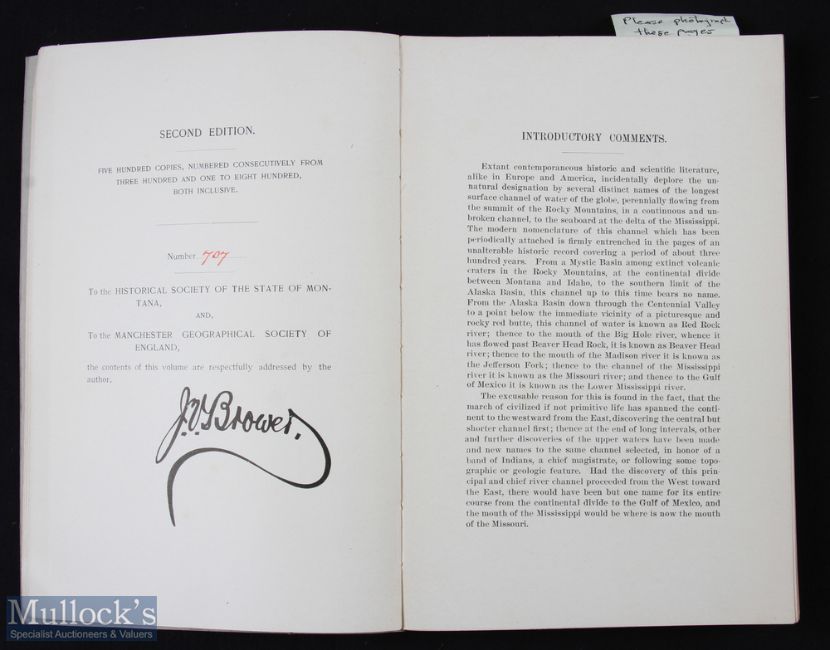 Please photograph
these pages
SECOND EDITION.
FIVE HUNDRED COPIES, NUMBERED CONSECUTIVELY FROM
THREE HUNDRED AND ONE TO EIGHT HUNDRED,
BOTH INCLUSIVE.
Number 707
To the HISTORICAL SOCIETY OF THE STATE OF MON-
TANA,
AND,
To the MANCHESTER GEOGRAPHICAL SOCIETY OF
ENGLAND,
the contents of this volume are respectfully addressed by the
author.
J.V. Brower.
INTRODUCTORY COMMENTS.
Extant contemporaneous historic and scientific literature,
alike in Europe and America, incidentally deplore the un-
natural designation by several distinct names of the longest
surface channel of water of the globe, perennially flowing from
the summit of the Rocky Mountains, in a continuous and un-
broken channel, to the seaboard at the delta of the Mississippi.
The modern nomenclature of this channel which has been
periodically attached is firmly entrenched in the pages of an
unalterable historic record covering a period of about three
hundred years. From a Mystic Basin among extinct volcanic
craters in the Rocky Mountains, at the continental divide
between Montana and Idaho, to the southern limit of the
Alaska Basin, this channel up to this time bears no name.
From the Alaska Basin down through the Centennial Valley
to a point below the immediate vicinity of a picturesque and
rocky red butte, this channel of water is known as Red Rock
river; thence to the mouth of the Big Hole river, whence it
has flowed past Beaver Head Rock, it is known as Beaver Head
river; thence to the mouth of the Madison river it is known as
the Jefferson Fork; thence to the channel of the Mississippi
river it is known as the Missouri river; and thence to the Gulf
of Mexico it is known as the Lower Mississippi river.
The excusable reason for this is found in the fact, that the
march of civilized if not primitive life has spanned the conti-
nent to the westward from the East, discovering the central but
shorter channel first; thence at the end of long intervals, other
and further discoveries of the upper waters have been made
and new names to the same channel selected, in honor of a
band of Indians, a chief magistrate, or following some topo-
graphic or geologic feature. Had the discovery of this prin-
cipal and chief river channel proceeded from the West toward
the East, there would have been but one name for its entire
course from the continental divide to the Gulf of Mexico, and
the mouth of the Mississippi would be where is now the mouth
of the Missouri.
Mullock's
Specialist Auctioneers & Valuers